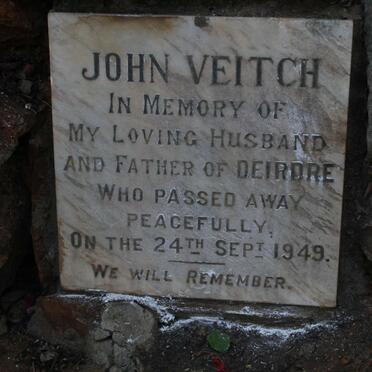 JOHN VEITCH
IN MEMORY OF
MY LOVING HUSBAND
AND FATHER OF DEIRDRE
WHO PASSED AWAY
PEACEFULLY,
ON THE 24TH SEPT 1949.
WE WILL REMEMBER.